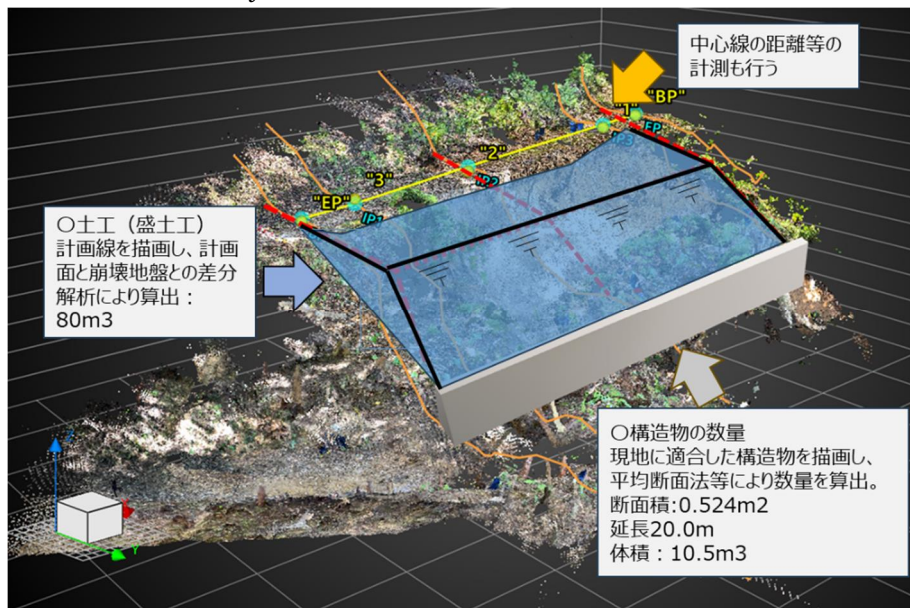 中心線の距離等の
計測も行う
"BP"
"1"
EP
IP3
"2"
IP2
"3"
"EP"
IP1
〇土工（盛土工）
計画線を描画し、計画
面と崩壊地盤との差分
解析により算出：
80m3
〇構造物の数量
現地に適合した構造物を描画し、
平均断面法等により数量を算出。
断面積:0.524m2
延長20.0m
体積：10.5m3
Y